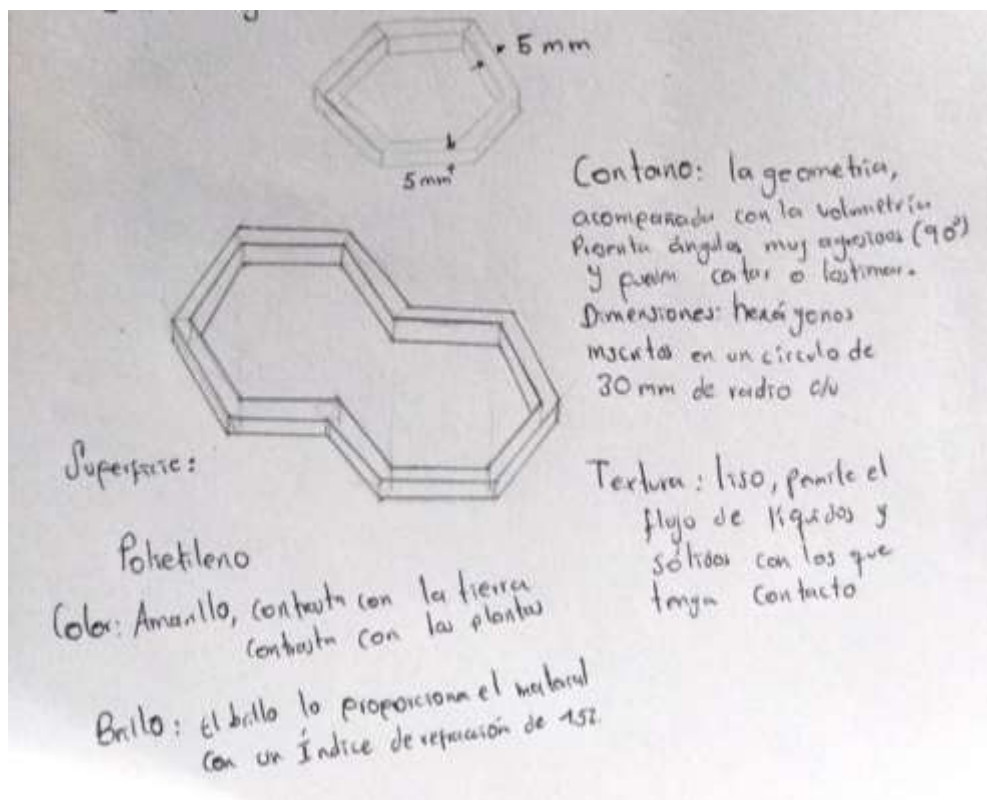 5 mm
5 mm
Contorno: la geometria,
acompañada con la volumetría
Presenta ángulos muy agresivos (90°)
y pueden cortar o lastimar.
Dimensiones: hexágonos
inscritos en un círculo de
30 mm de radio c/u
Superficie:
Textura: liso, permite el
flujo de líquidos y
sólidos con los que
tenga contacto
Polietileno
Color: Amarillo, contrasta con la tierra
contrasta con las plantas
Brillo: El brillo lo proporciona el material
con un Índice de refracción de